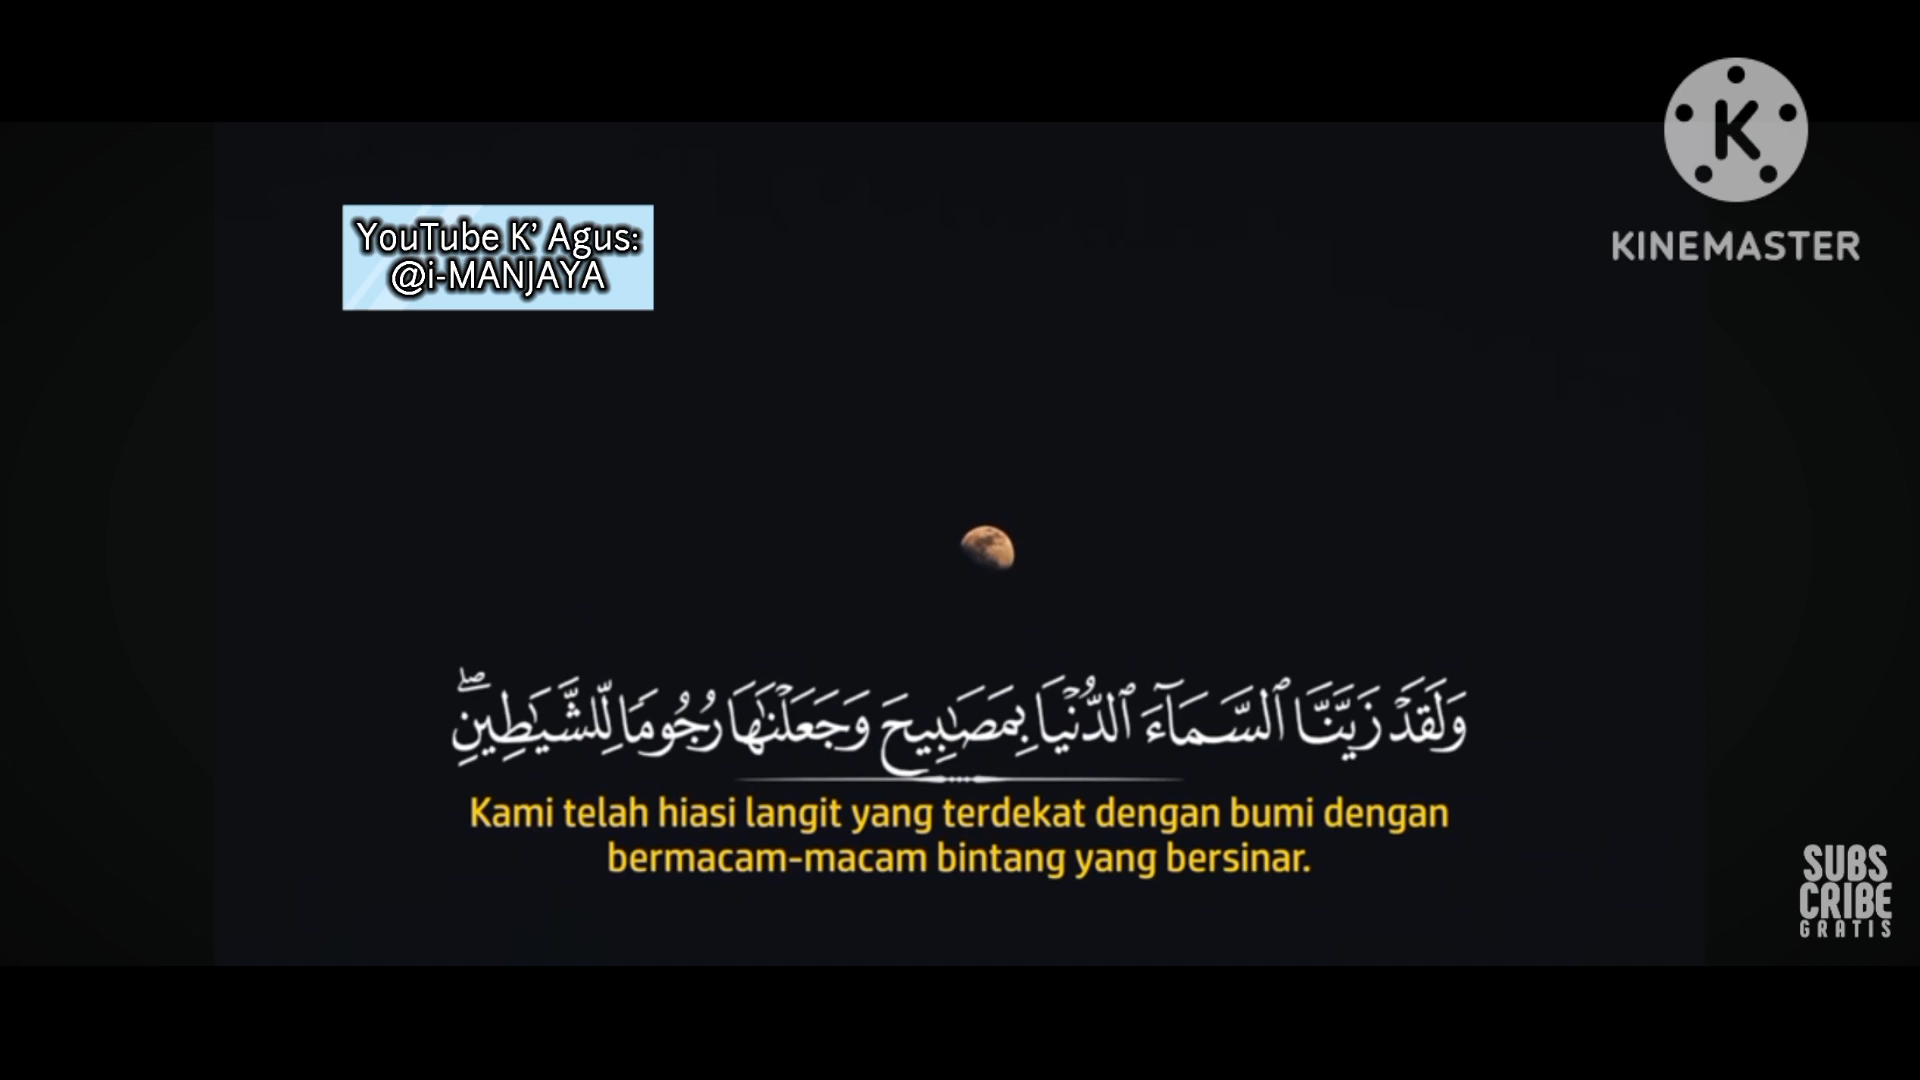 YouTube K' Agus:
@i-MANJAYA
K
KINEMASTER
وَلَقَدْ زَيَّنَّا ٱلسَّمَآءَ ٱلدُّنْيَا بِمَصَٰبِيحَ وَجَعَلْنَٰهَا رُجُومًا لِّلشَّيَٰطِينِ ۖ
Kami telah hiasi langit yang terdekat dengan bumi dengan
bermacam-macam bintang yang bersinar.
SUBS
CRIBE
GRATIS